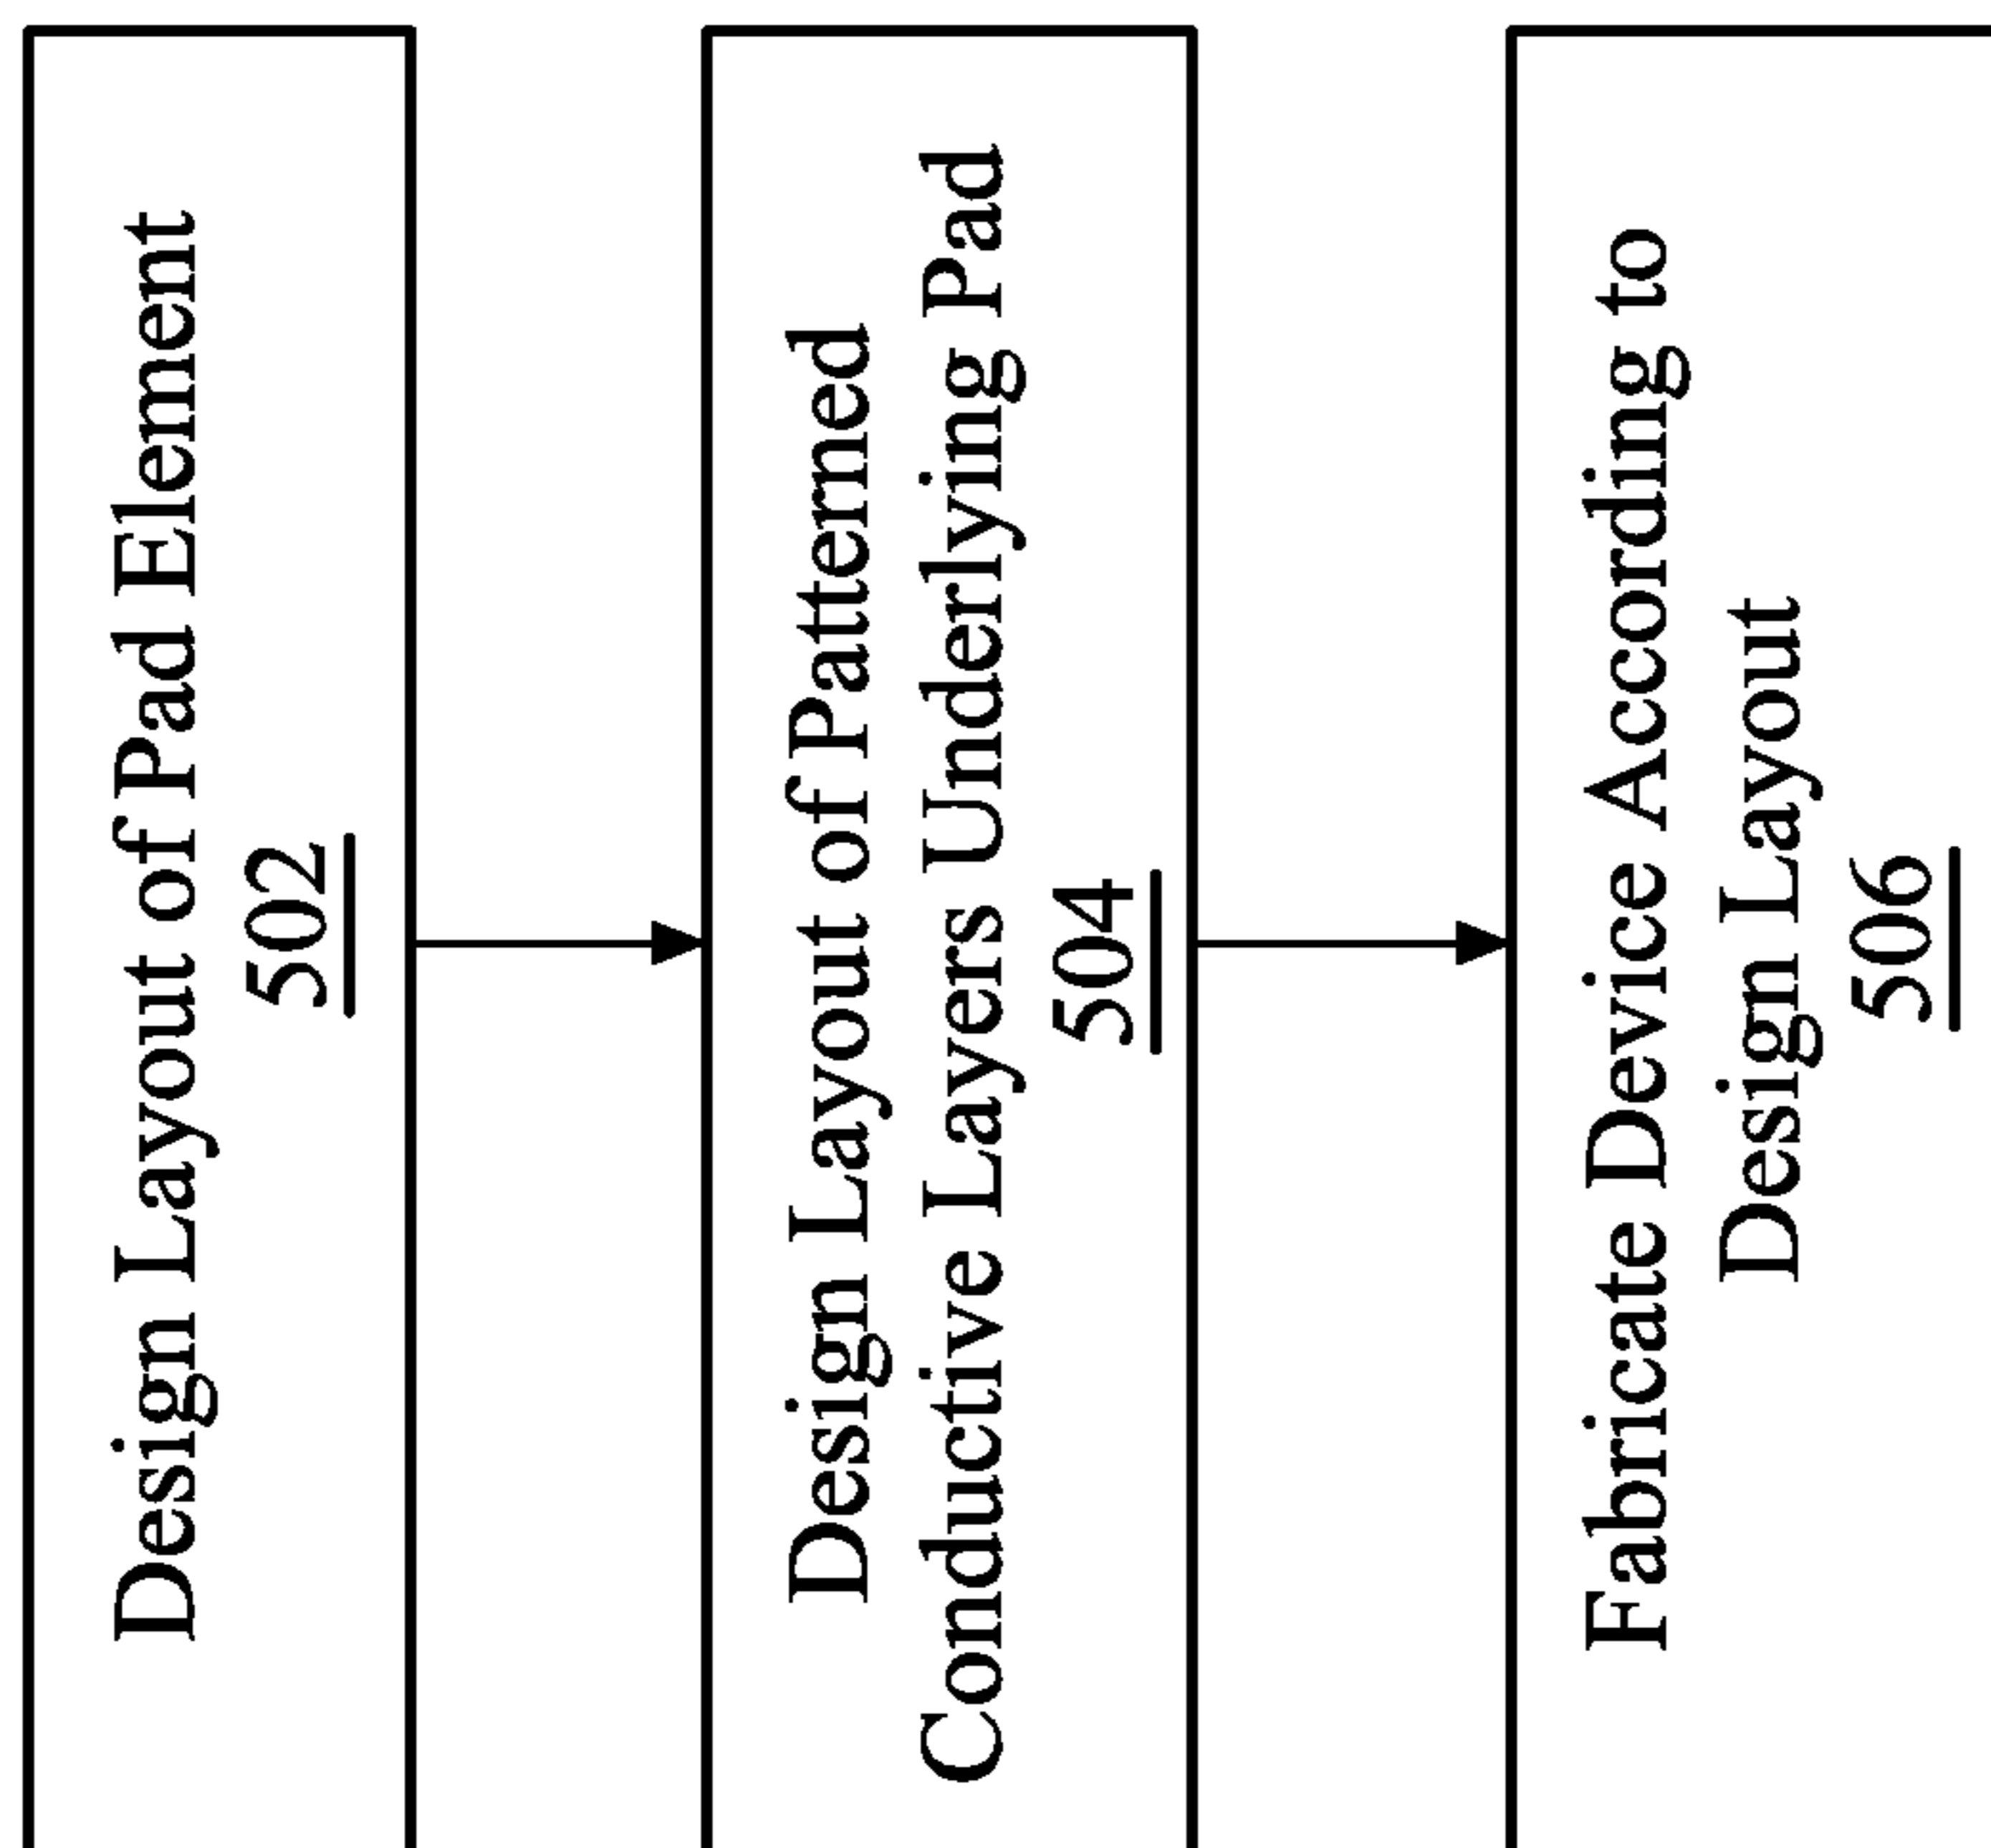 Design Layout of Pad Element
502
Design Layout of Patterned
Conductive Layers Underlying Pad
504
Fabricate Device According to
Design Layout
506